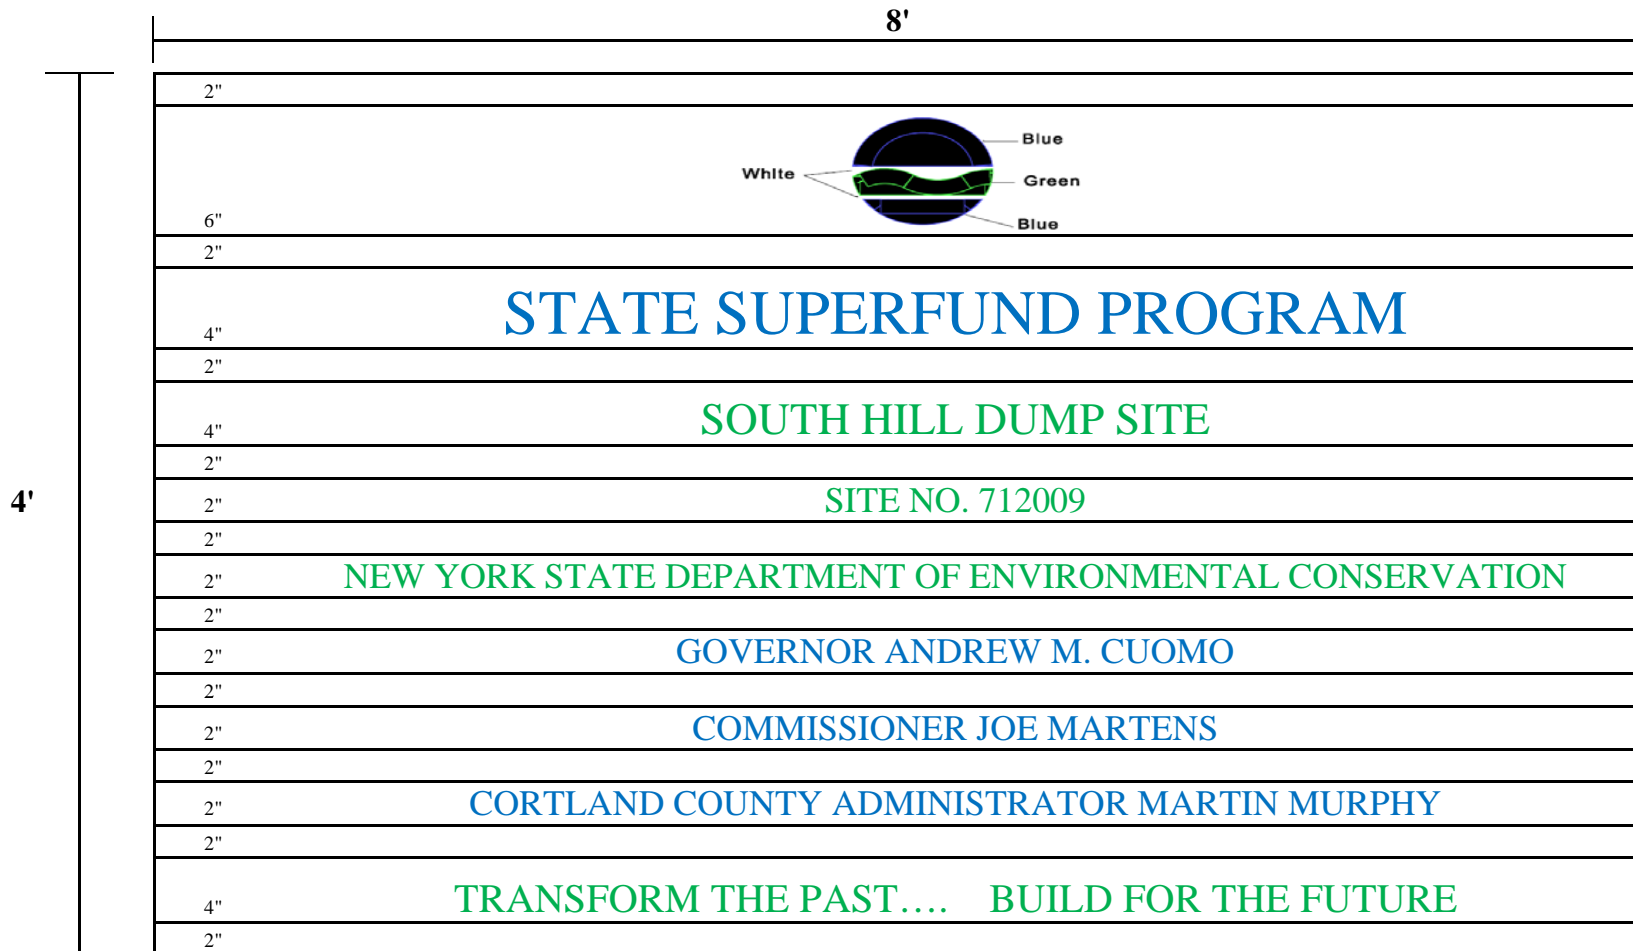 8'
2"
Blue
White
Green
6"
Blue
2"
4" STATE SUPERFUND PROGRAM
2"
4" SOUTH HILL DUMP SITE
2"
4'
2" SITE NO. 712009
2"
2" NEW YORK STATE DEPARTMENT OF ENVIRONMENTAL CONSERVATION
2"
2" GOVERNOR ANDREW M. CUOMO
2"
2" COMMISSIONER JOE MARTENS
2"
2" CORTLAND COUNTY ADMINISTRATOR MARTIN MURPHY
2"
4" TRANSFORM THE PAST…. BUILD FOR THE FUTURE
2"